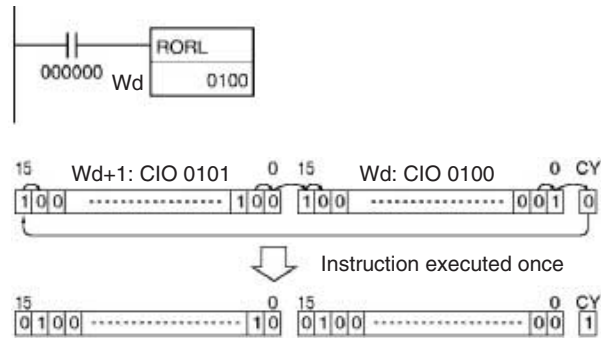 RORL
000000 Wd 0100
15 Wd+1: CIO 0101 0 15 Wd: CIO 0100 0 CY
1 0 0 1 0 0 1 0 0 0 0 1 0
Instruction executed once
15 0 15 0 CY
0 1 0 0 1 0 0 1 0 0 0 0 1